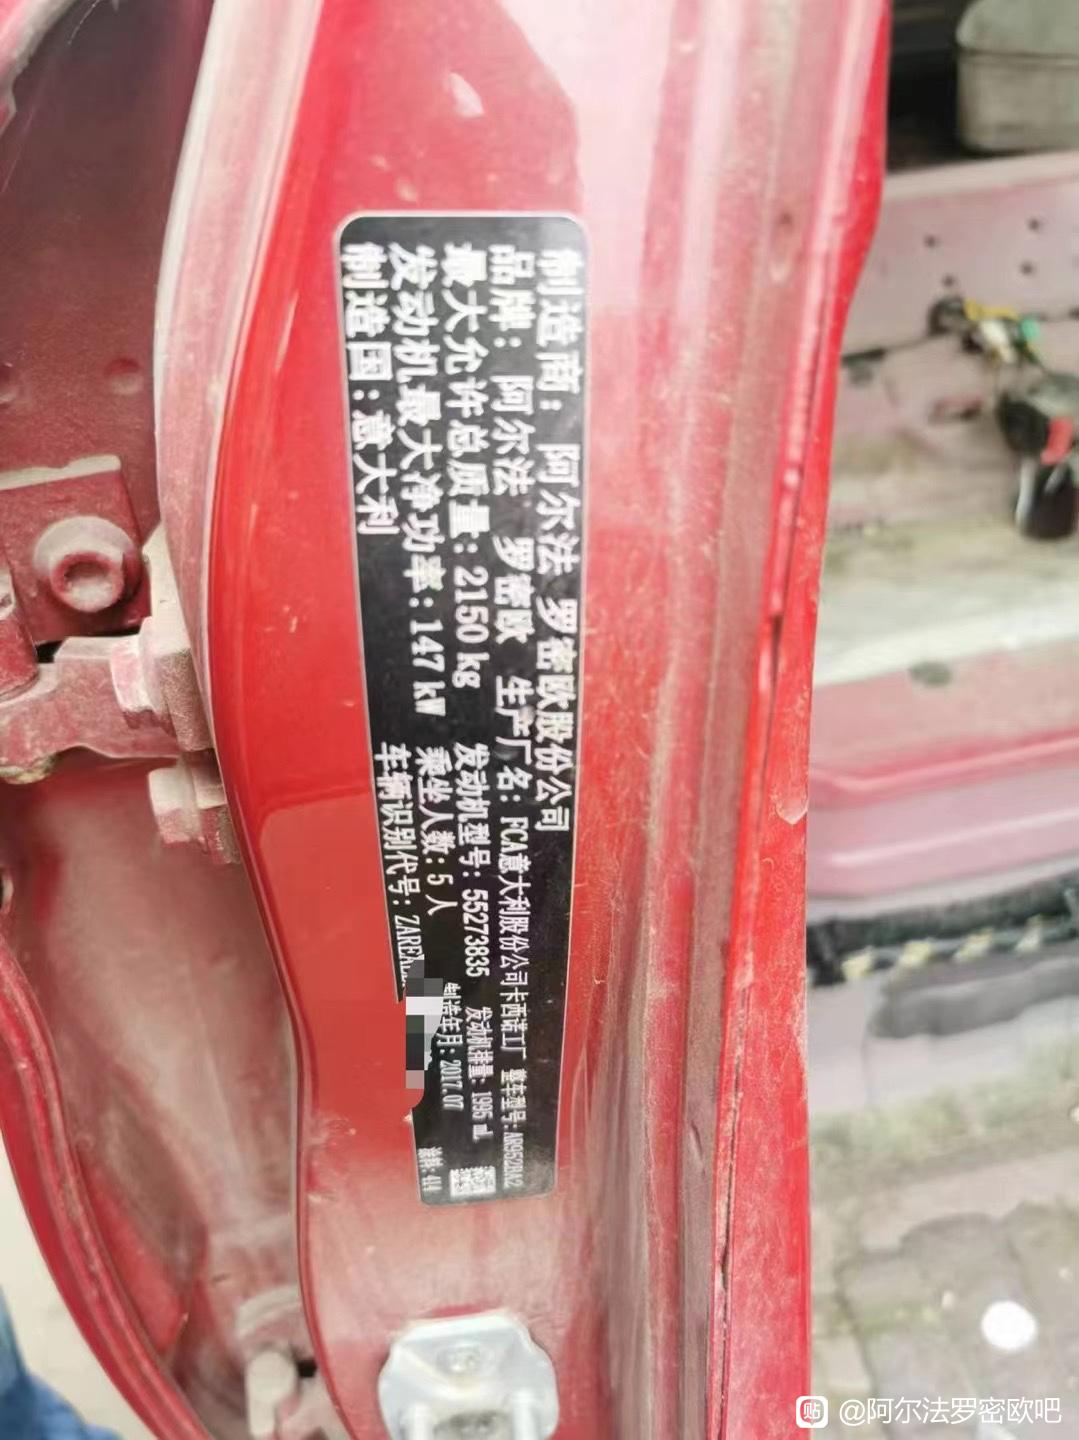 制造商: 阿尔法 罗密欧股份公司
品牌: 阿尔法 罗密欧 生产厂名: FCA意大利股份公司卡西诺工厂 整车型号: AR952BA2
最大允许总质量: 2150 kg 发动机型号: 55273835 发动机排量: 1995 mL
发动机最大净功率: 147 kW 乘坐人数: 5 人 制造年月: 2017.07
制造国: 意大利 车辆识别代号: ZAREA
414
贴 @阿尔法罗密欧吧